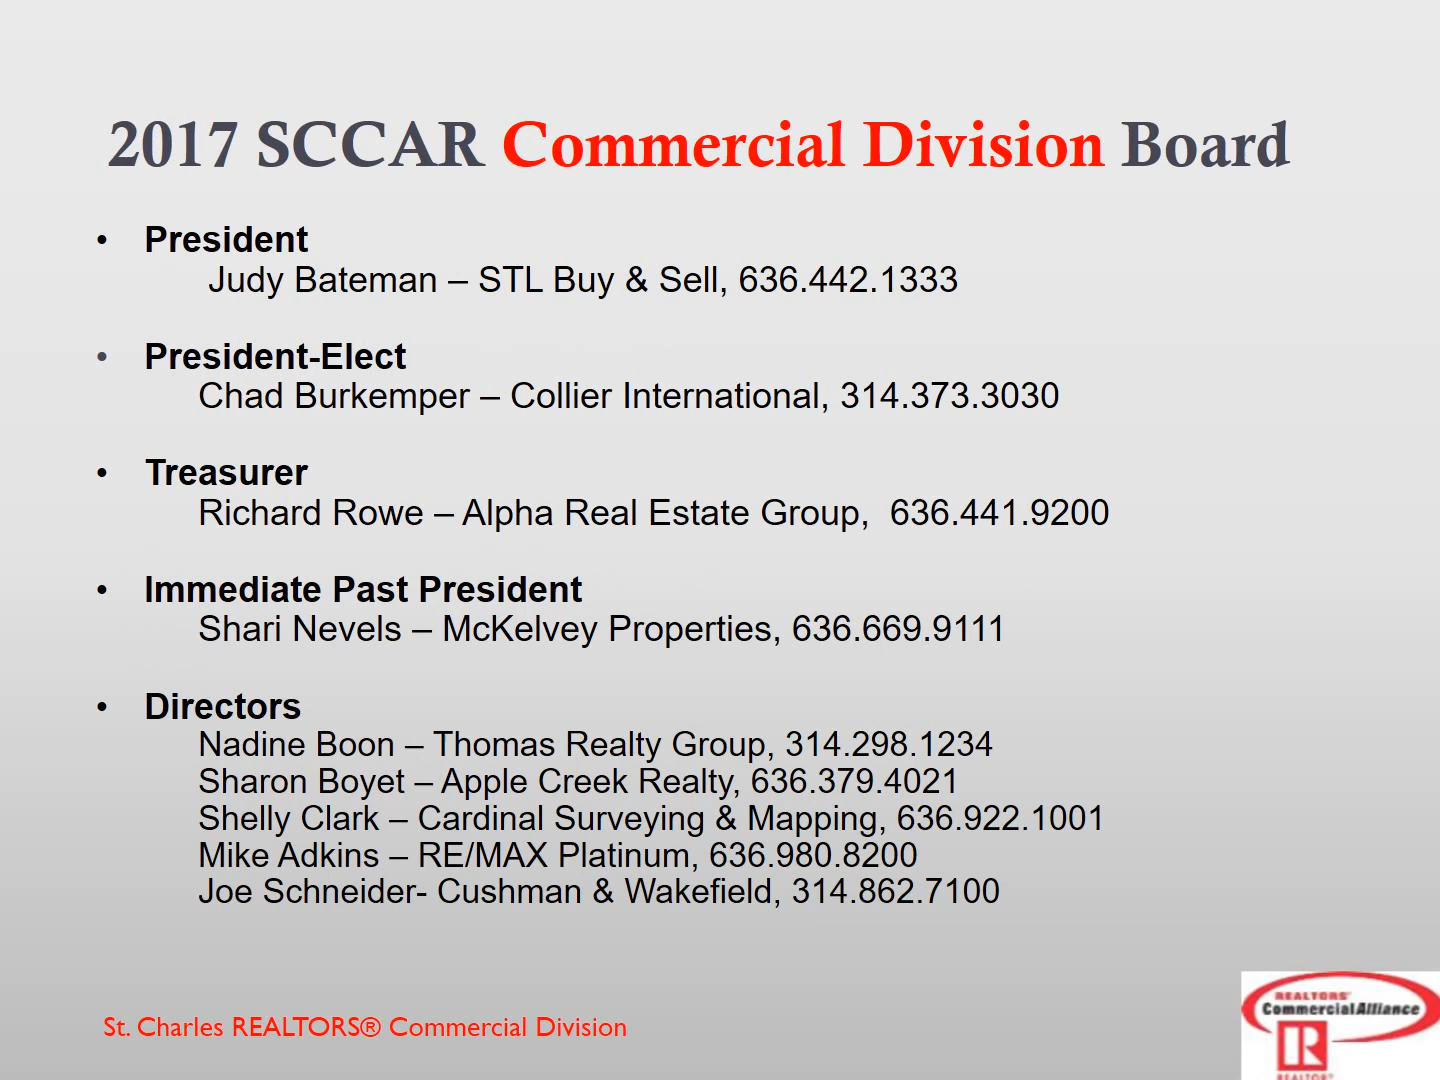 2017 SCCAR Commercial Division Board
• President
Judy Bateman – STL Buy & Sell, 636.442.1333
• President-Elect
Chad Burkemper – Collier International, 314.373.3030
• Treasurer
Richard Rowe – Alpha Real Estate Group,  636.441.9200
• Immediate Past President
Shari Nevels – McKelvey Properties, 636.669.9111
• Directors
Nadine Boon – Thomas Realty Group, 314.298.1234
Sharon Boyet – Apple Creek Realty, 636.379.4021
Shelly Clark – Cardinal Surveying & Mapping, 636.922.1001
Mike Adkins – RE/MAX Platinum, 636.980.8200
Joe Schneider- Cushman & Wakefield, 314.862.7100
St. Charles REALTORS® Commercial Division
REALTORS®
CommercialAlliance
R
REALTOR®